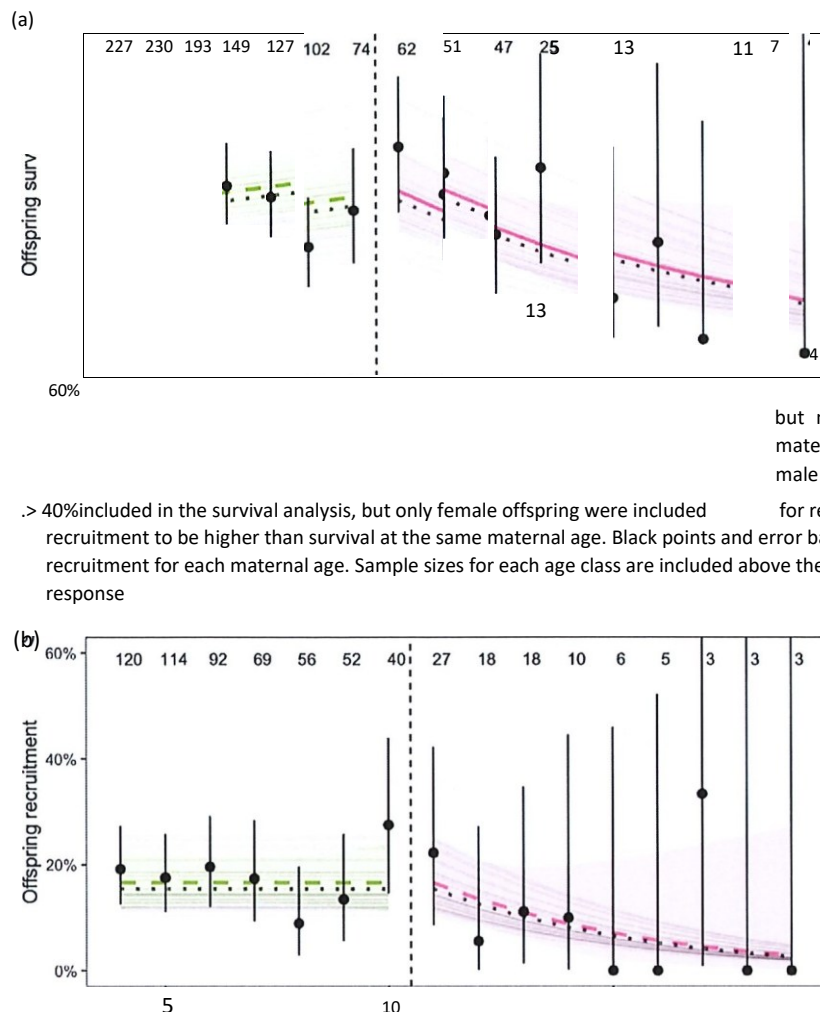 (a)
227 230 193 149 127 102 74 62 51 47 25 13 11 7
Offspring surv
13
4
60%
but
mate
male
.> 40%included in the survival analysis, but only female offspring were included for re
recruitment to be higher than survival at the same maternal age. Black points and error ba
recruitment for each maternal age. Sample sizes for each age class are included above the
response
(b)
60%
120 114 92 69 56 52 40 27 18 18 10 6 5 3 3 3
Offspring recruitment
40%
20%
0%
5 10